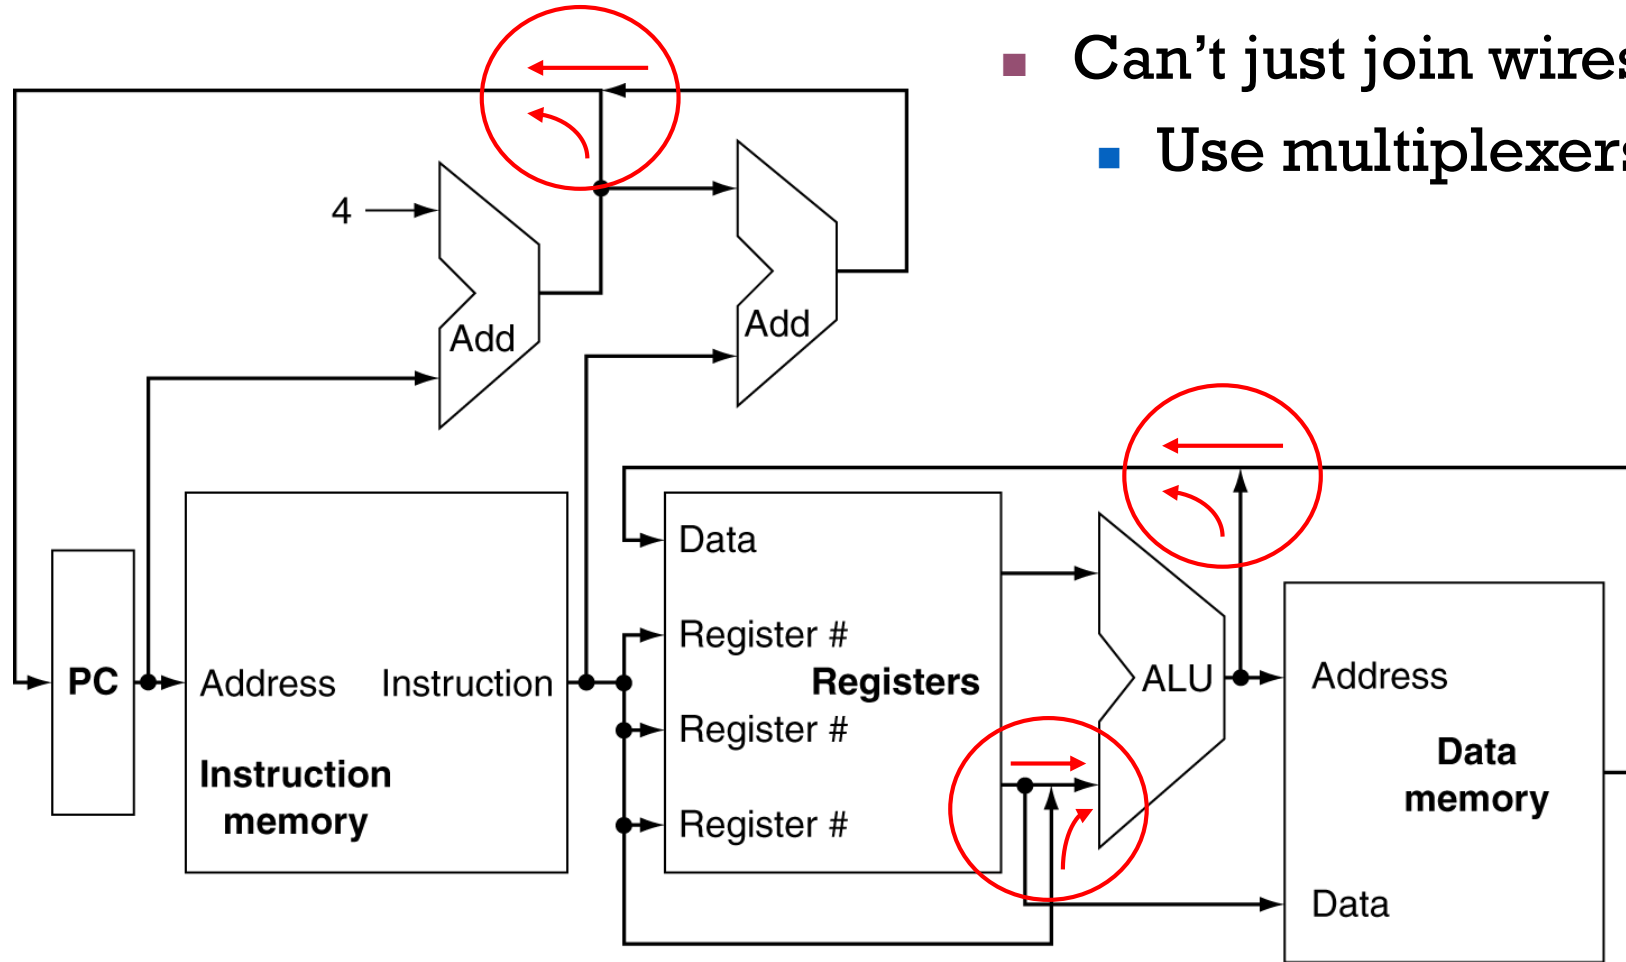 Can't just join wires
Use multiplexers
4
Add
Add
Data
Register #
PC
Address
Instruction
Registers
ALU
Address
Register #
Instruction
memory
Data
memory
Register #
Data